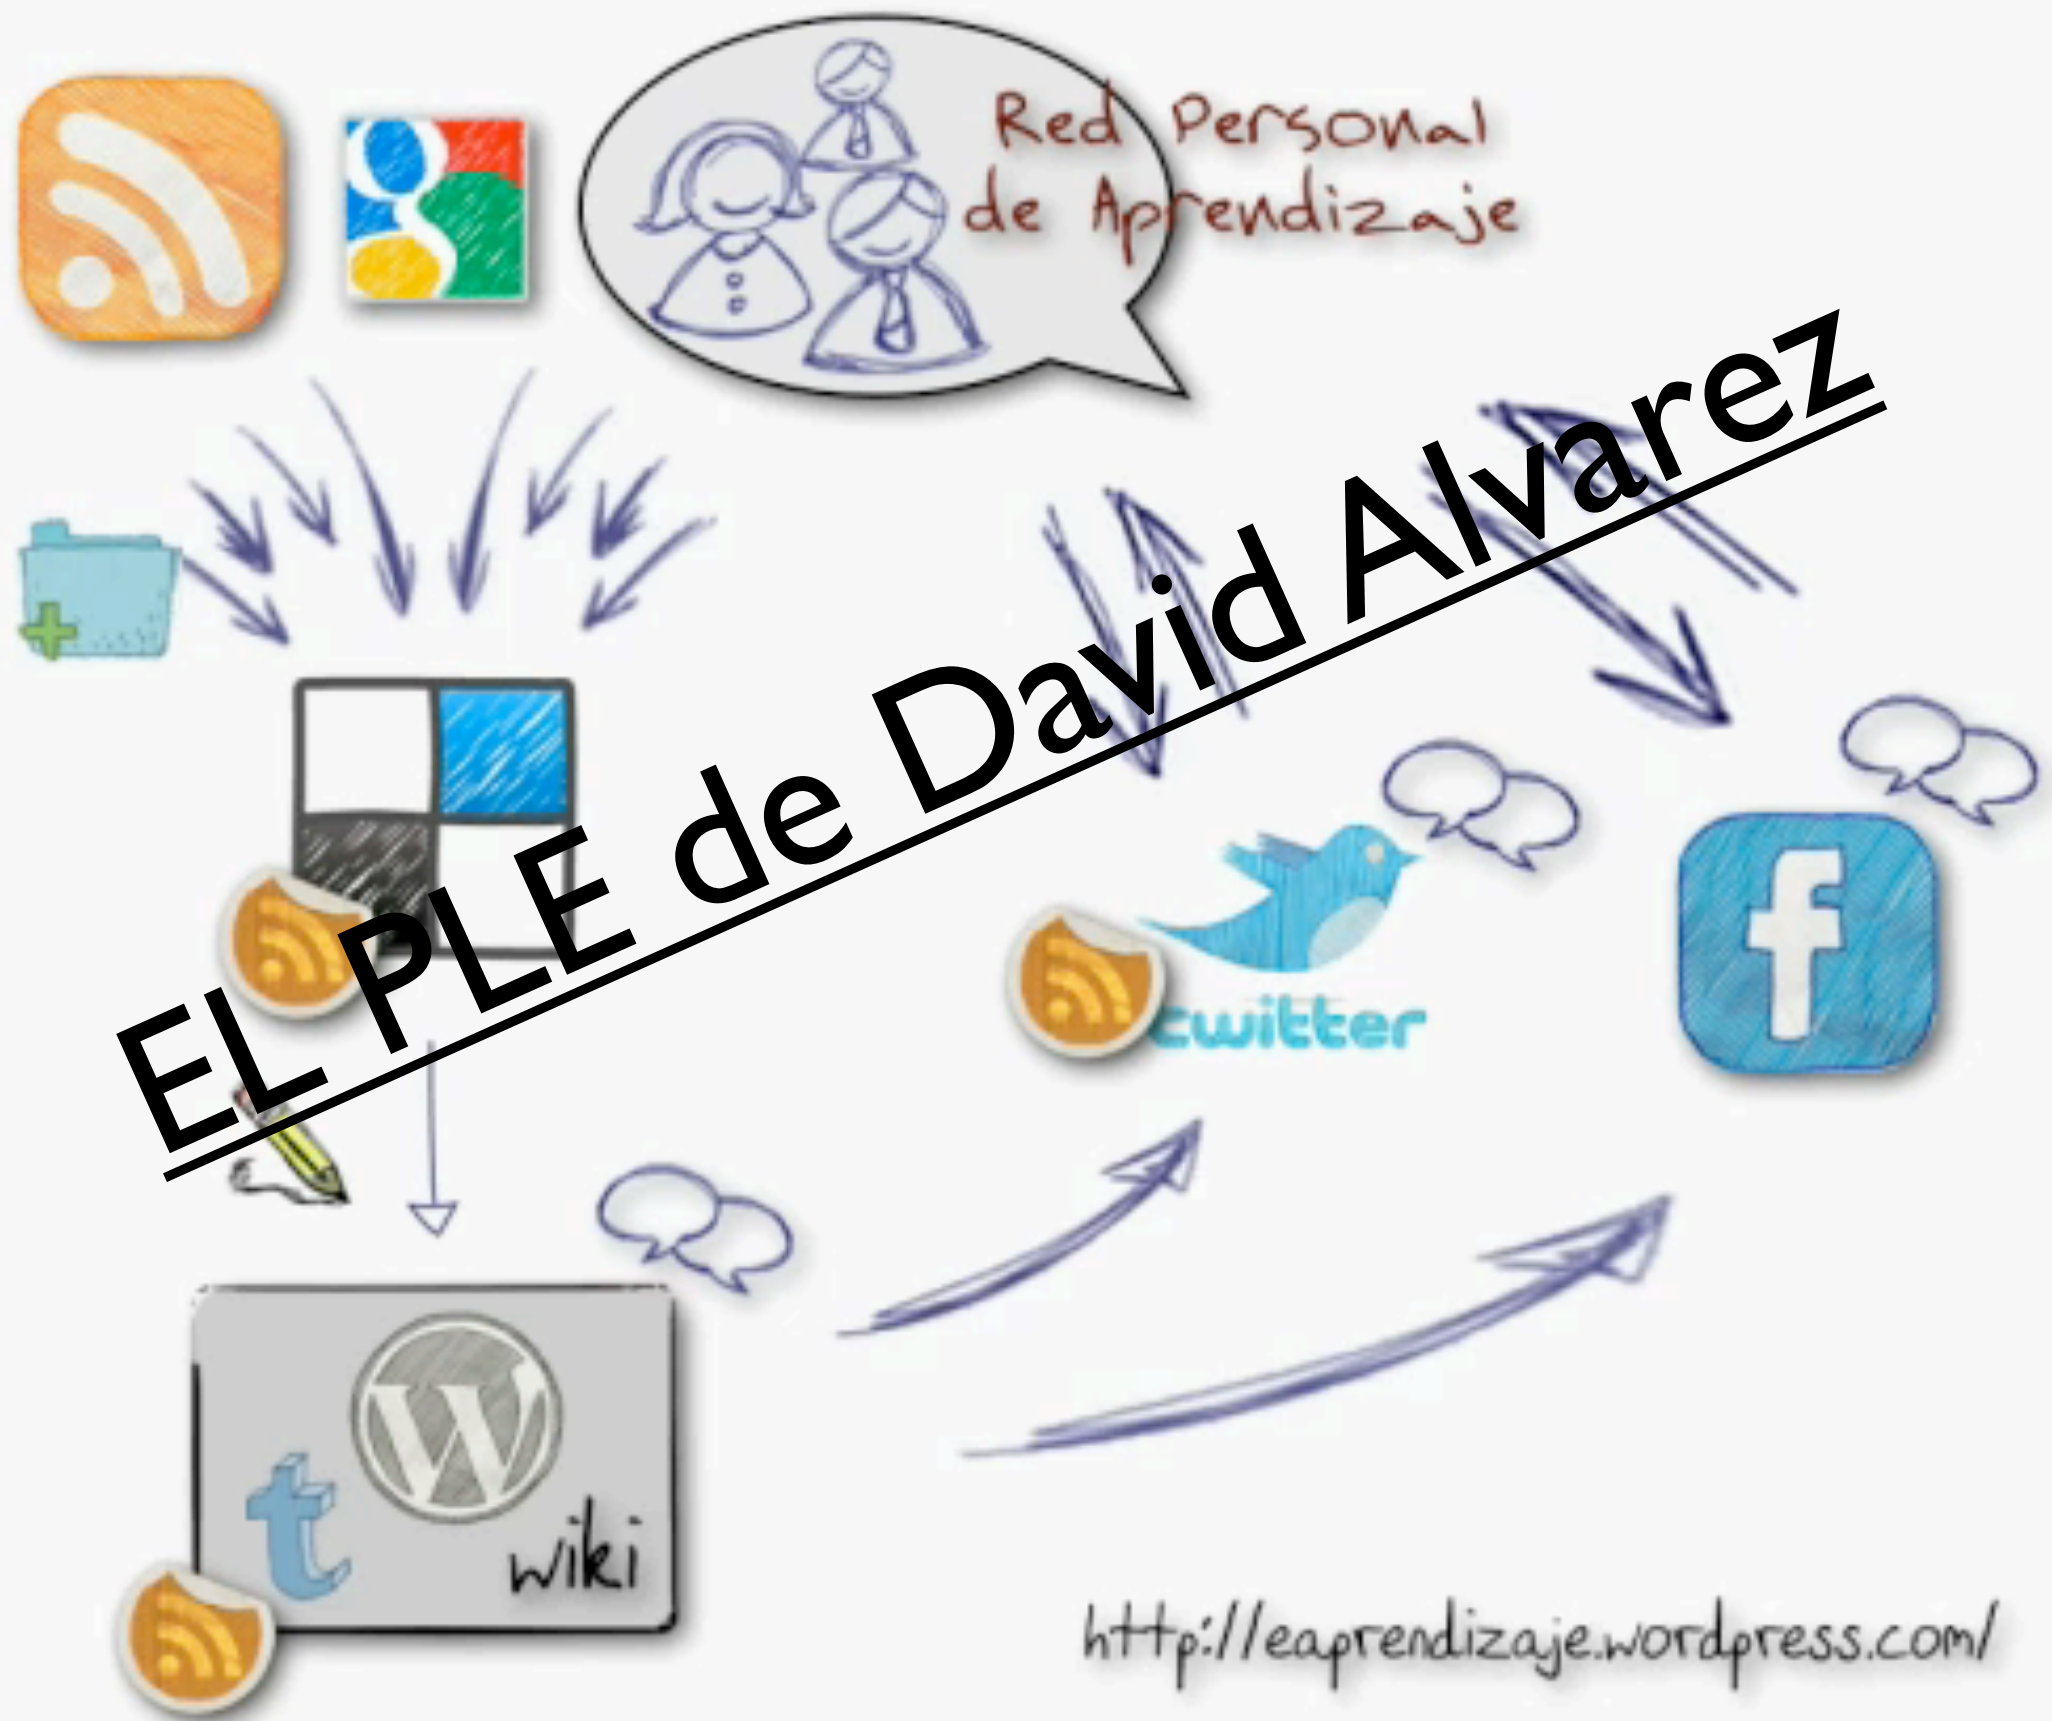 Red Personal
de Aprendizaje
EL PLE de David Alvarez
twitter
wiki
http://eaprendizaje.wordpress.com/